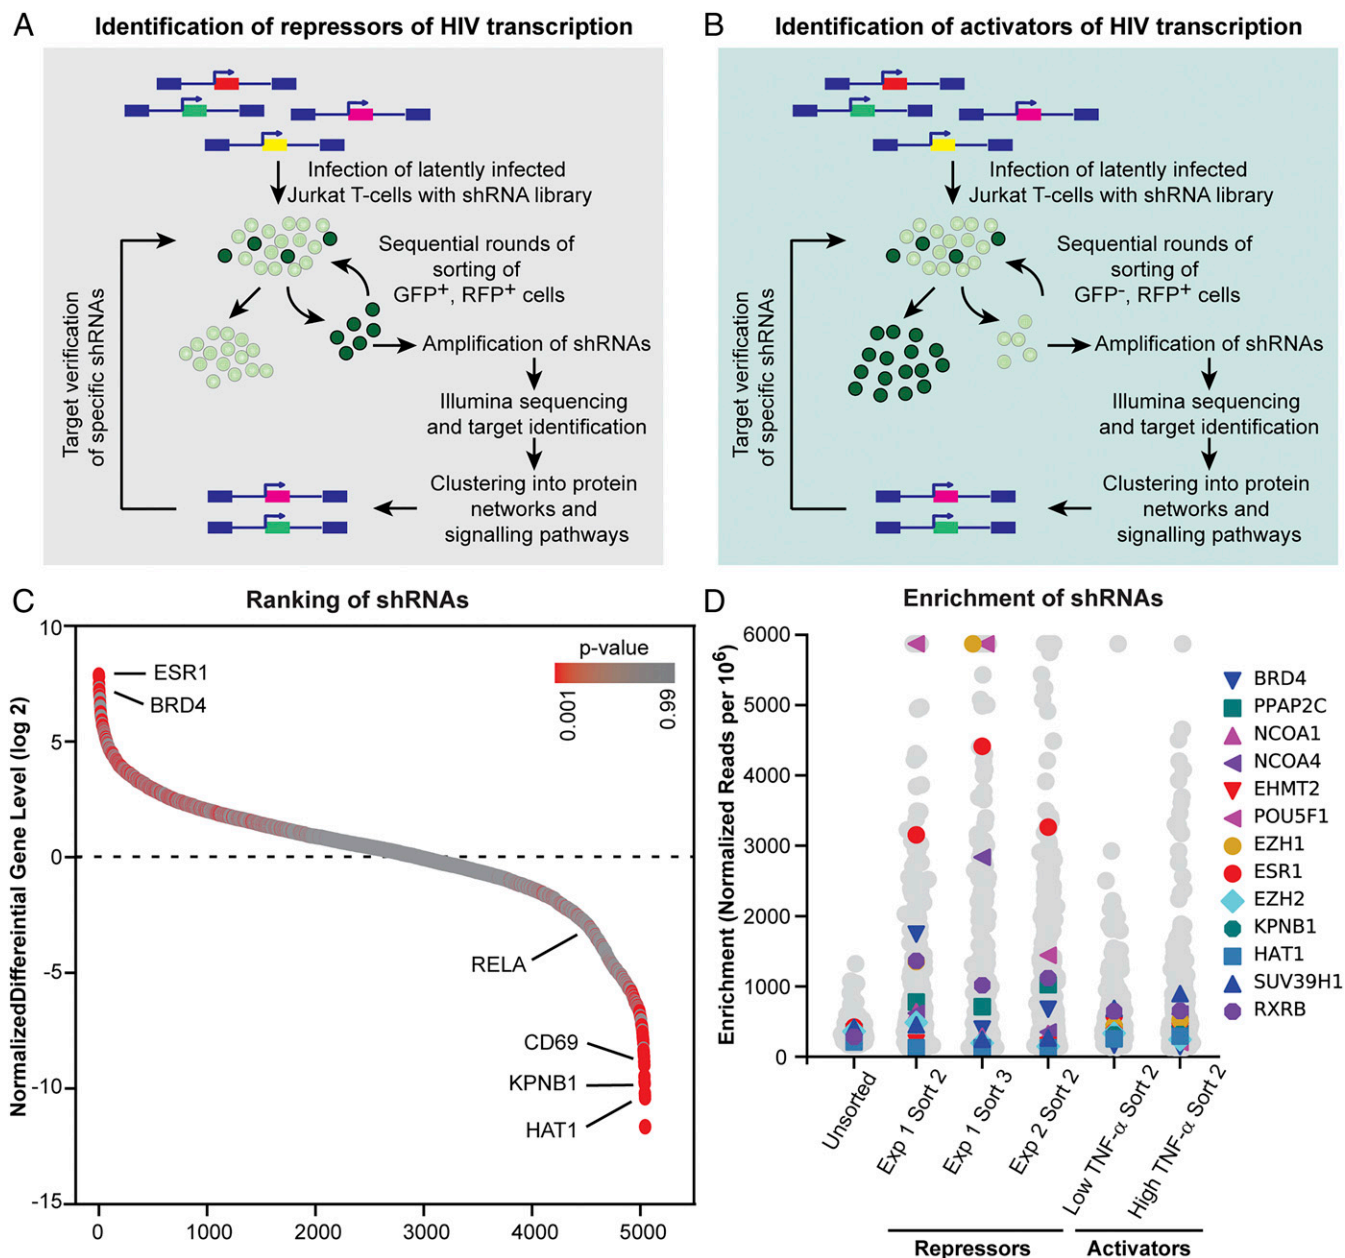 A Identification of repressors of HIV transcription
Infection of latently infected
Jurkat T-cells with shRNA library
Sequential rounds of
sorting of
GFP+, RFP+ cells
Amplification of shRNAs
Illumina sequencing
and target identification
Clustering into protein
networks and
signalling pathways
Target verification
of specific shRNAs
B Identification of activators of HIV transcription
Infection of latently infected
Jurkat T-cells with shRNA library
Sequential rounds of
sorting of
GFP-, RFP+ cells
Amplification of shRNAs
Illumina sequencing
and target identification
Clustering into protein
networks and
signalling pathways
Target verification
of specific shRNAs
C Ranking of shRNAs
NormalizedDiffereintial Gene Level (log 2)
10
5
0
-5
-10
-15
0 1000 2000 3000 4000 5000
p-value
0.001 0.99
ESR1
BRD4
RELA
CD69
KPNB1
HAT1
D Enrichment of shRNAs
Enrichment (Normalized Reads per 10^6)
6000
5000
4000
3000
2000
1000
0
BRD4
PPAP2C
NCOA1
NCOA4
EHMT2
POU5F1
EZH1
ESR1
EZH2
KPNB1
HAT1
SUV39H1
RXRB
Unsorted
Exp 1 Sort 2
Exp 1 Sort 3
Exp 2 Sort 2
Low TNF-α Sort 2
High TNF-α Sort 2
Repressors Activators